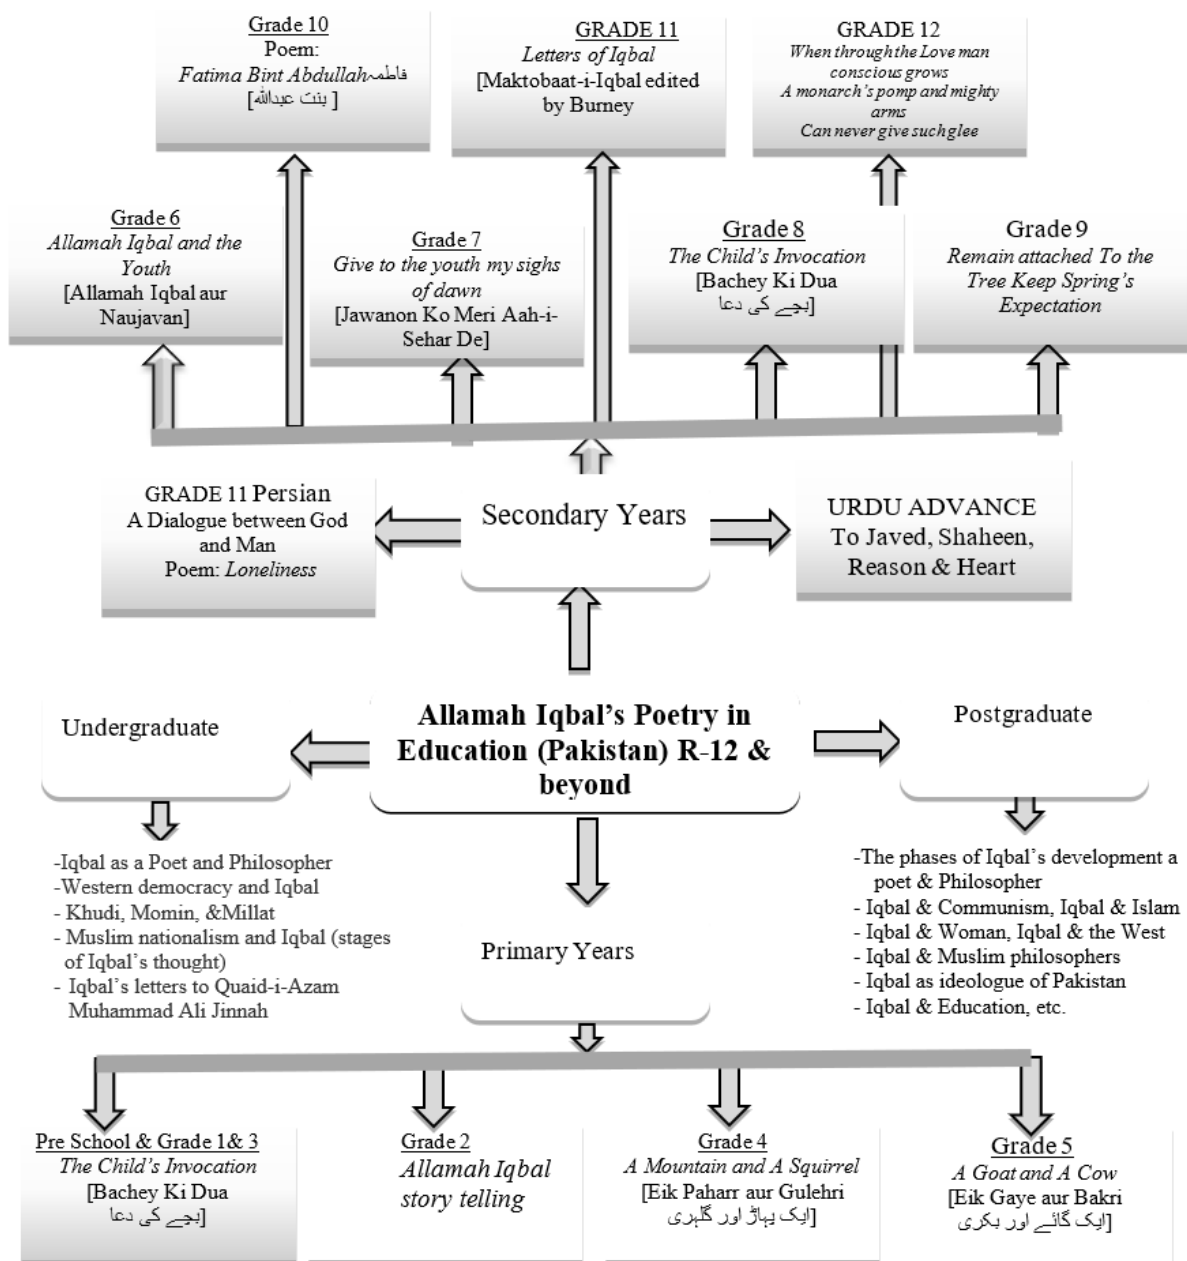 Grade 10
Poem:
Fatima Bint Abdullahفاطمہ
[بنت عبداللہ ]
GRADE 11
Letters of Iqbal
[Maktobaat-i-Iqbal edited
by Burney
GRADE 12
When through the Love man
conscious grows
A monarch's pomp and mighty
arms
Can never give such glee
Grade 6
Allamah Iqbal and the
Youth
[Allamah Iqbal aur
Naujavan]
Grade 7
Give to the youth my sighs
of dawn
[Jawanon Ko Meri Aah-i-
Sehar De]
Grade 8
The Child's Invocation
[Bachey Ki Dua
بچے کی دعا]
Grade 9
Remain attached To the
Tree Keep Spring's
Expectation
GRADE 11 Persian
A Dialogue between God
and Man
Poem: Loneliness
Secondary Years
URDU ADVANCE
To Javed, Shaheen,
Reason & Heart
Undergraduate
Allamah Iqbal's Poetry in
Education (Pakistan) R-12 &
beyond
Postgraduate
-Iqbal as a Poet and Philosopher
-Western democracy and Iqbal
- Khudi, Momin, &Millat
- Muslim nationalism and Iqbal (stages
of Iqbal's thought)
- Iqbal's letters to Quaid-i-Azam
Muhammad Ali Jinnah
-The phases of Iqbal's development a
poet & Philosopher
- Iqbal & Communism, Iqbal & Islam
- Iqbal & Woman, Iqbal & the West
- Iqbal & Muslim philosophers
- Iqbal as ideologue of Pakistan
- Iqbal & Education, etc.
Primary Years
Pre School & Grade 1& 3
The Child's Invocation
[Bachey Ki Dua
بچے کی دعا]
Grade 2
Allamah Iqbal
story telling
Grade 4
A Mountain and A Squirrel
[Eik Paharr aur Gulehri
ایک پہاڑ اور گلہری]
Grade 5
A Goat and A Cow
[Eik Gaye aur Bakri
ایک گائے اور بکری]